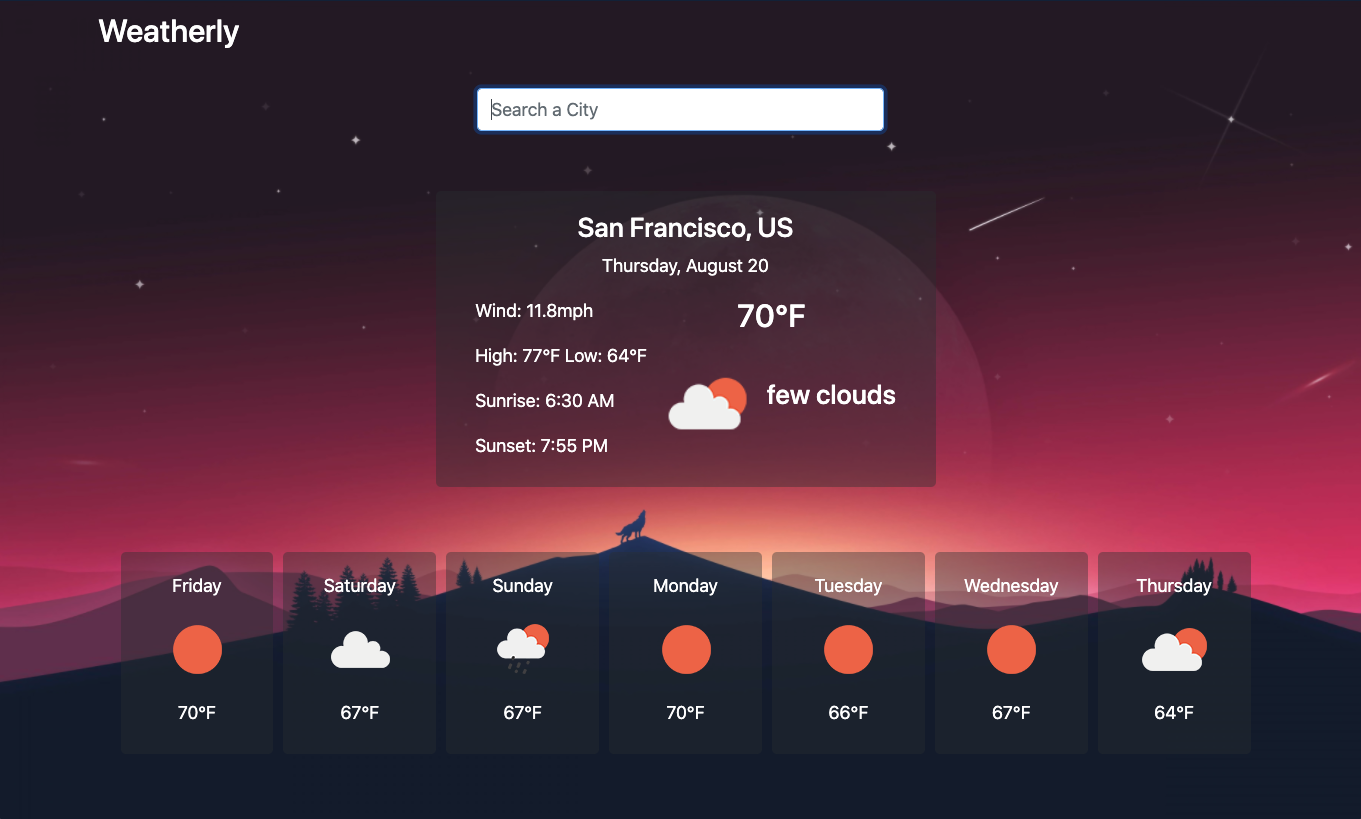 Weatherly
Search a City
San Francisco, US
Thursday, August 20
Wind: 11.8mph
70°F
High: 77°F Low: 64°F
Sunrise: 6:30 AM
few clouds
Sunset: 7:55 PM
Friday
Saturday
Sunday
Monday
Tuesday
Wednesday
Thursday
70°F
67°F
67°F
70°F
66°F
67°F
64°F